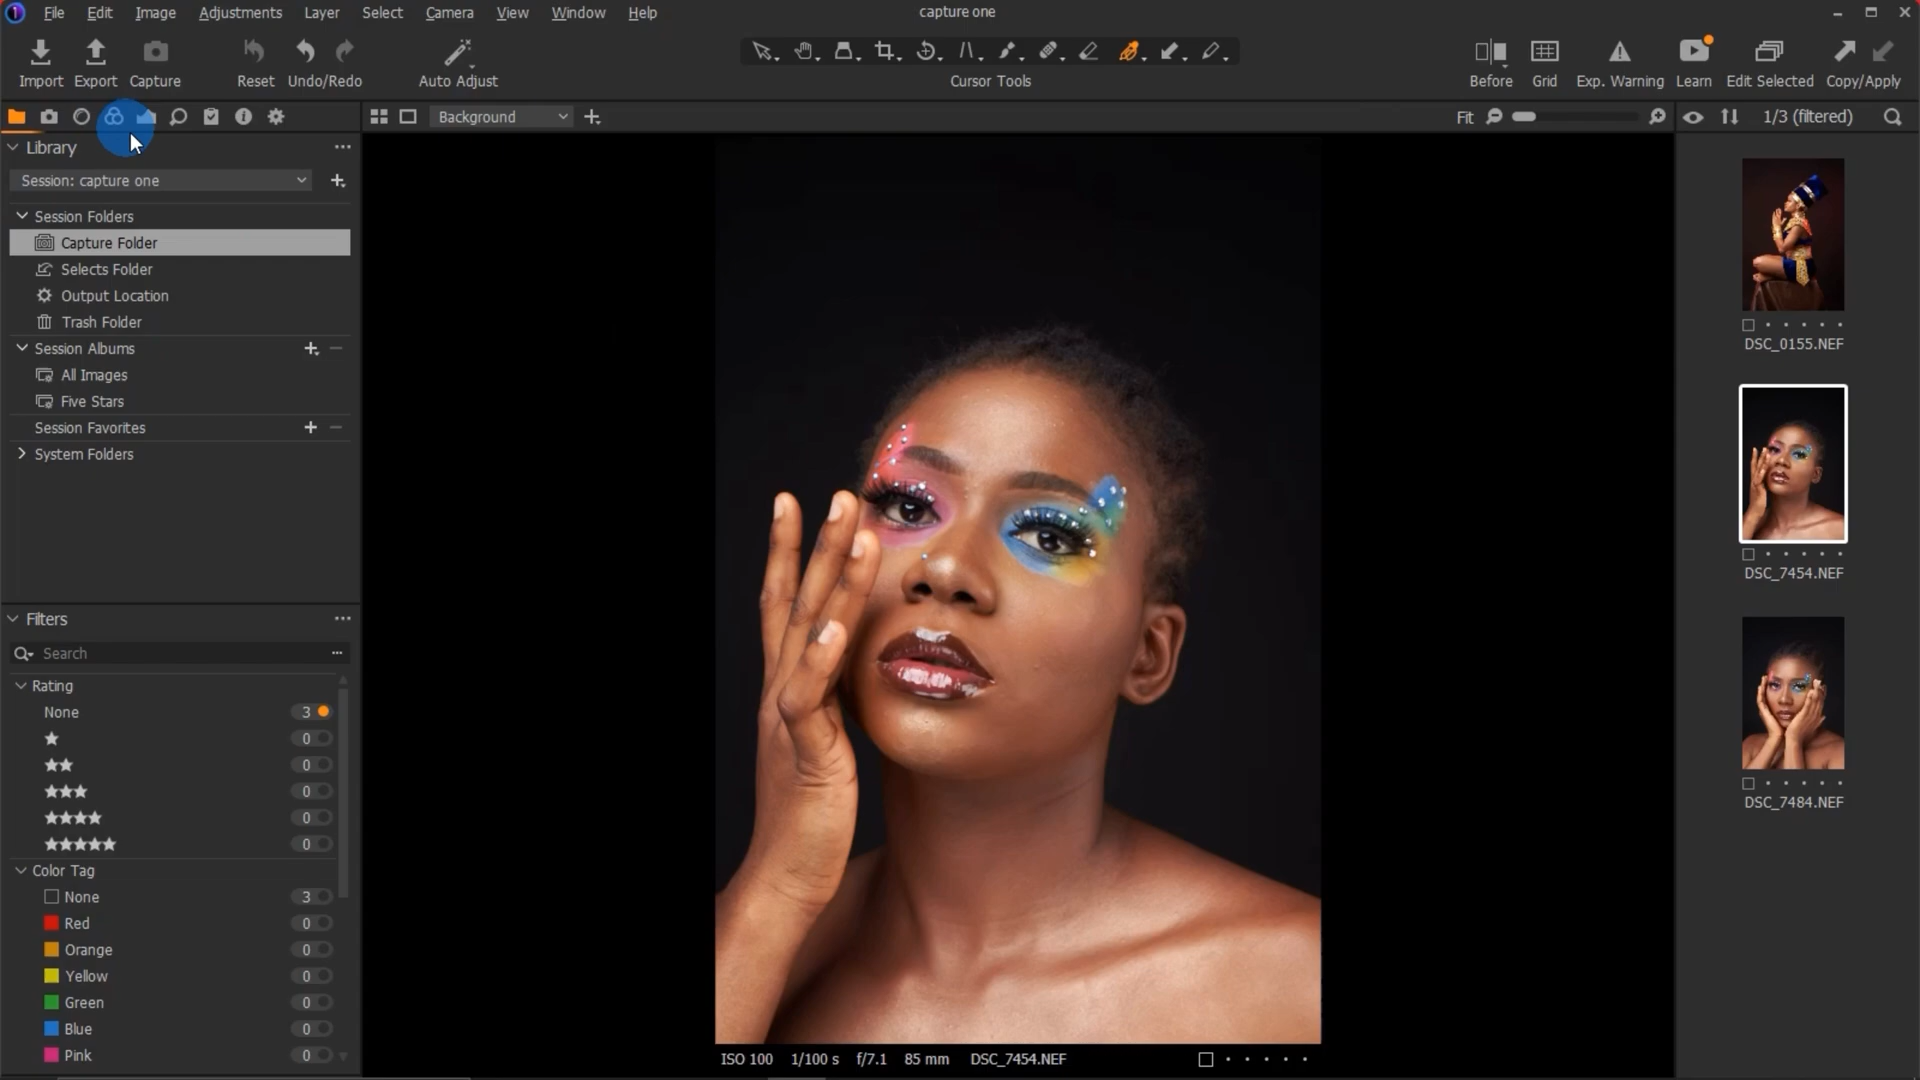 File Edit Image Adjustments Layer Select Camera View Window Help
capture one
Import Export Capture Reset Undo/Redo Auto Adjust
Cursor Tools
Before Grid Exp. Warning Learn Edit Selected Copy/Apply
Background
Fit
1/3 (filtered)
Library
Session: capture one
Session Folders
Capture Folder
Selects Folder
Output Location
Trash Folder
Session Albums
All Images
Five Stars
Session Favorites
System Folders
Filters
Search
Rating
None 3
0
0
0
0
0
Color Tag
None 3
Red 0
Orange 0
Yellow 0
Green 0
Blue 0
Pink 0
ISO 100 1/100 s f/7.1 85 mm DSC_7454.NEF
DSC_0155.NEF
DSC_7454.NEF
DSC_7484.NEF